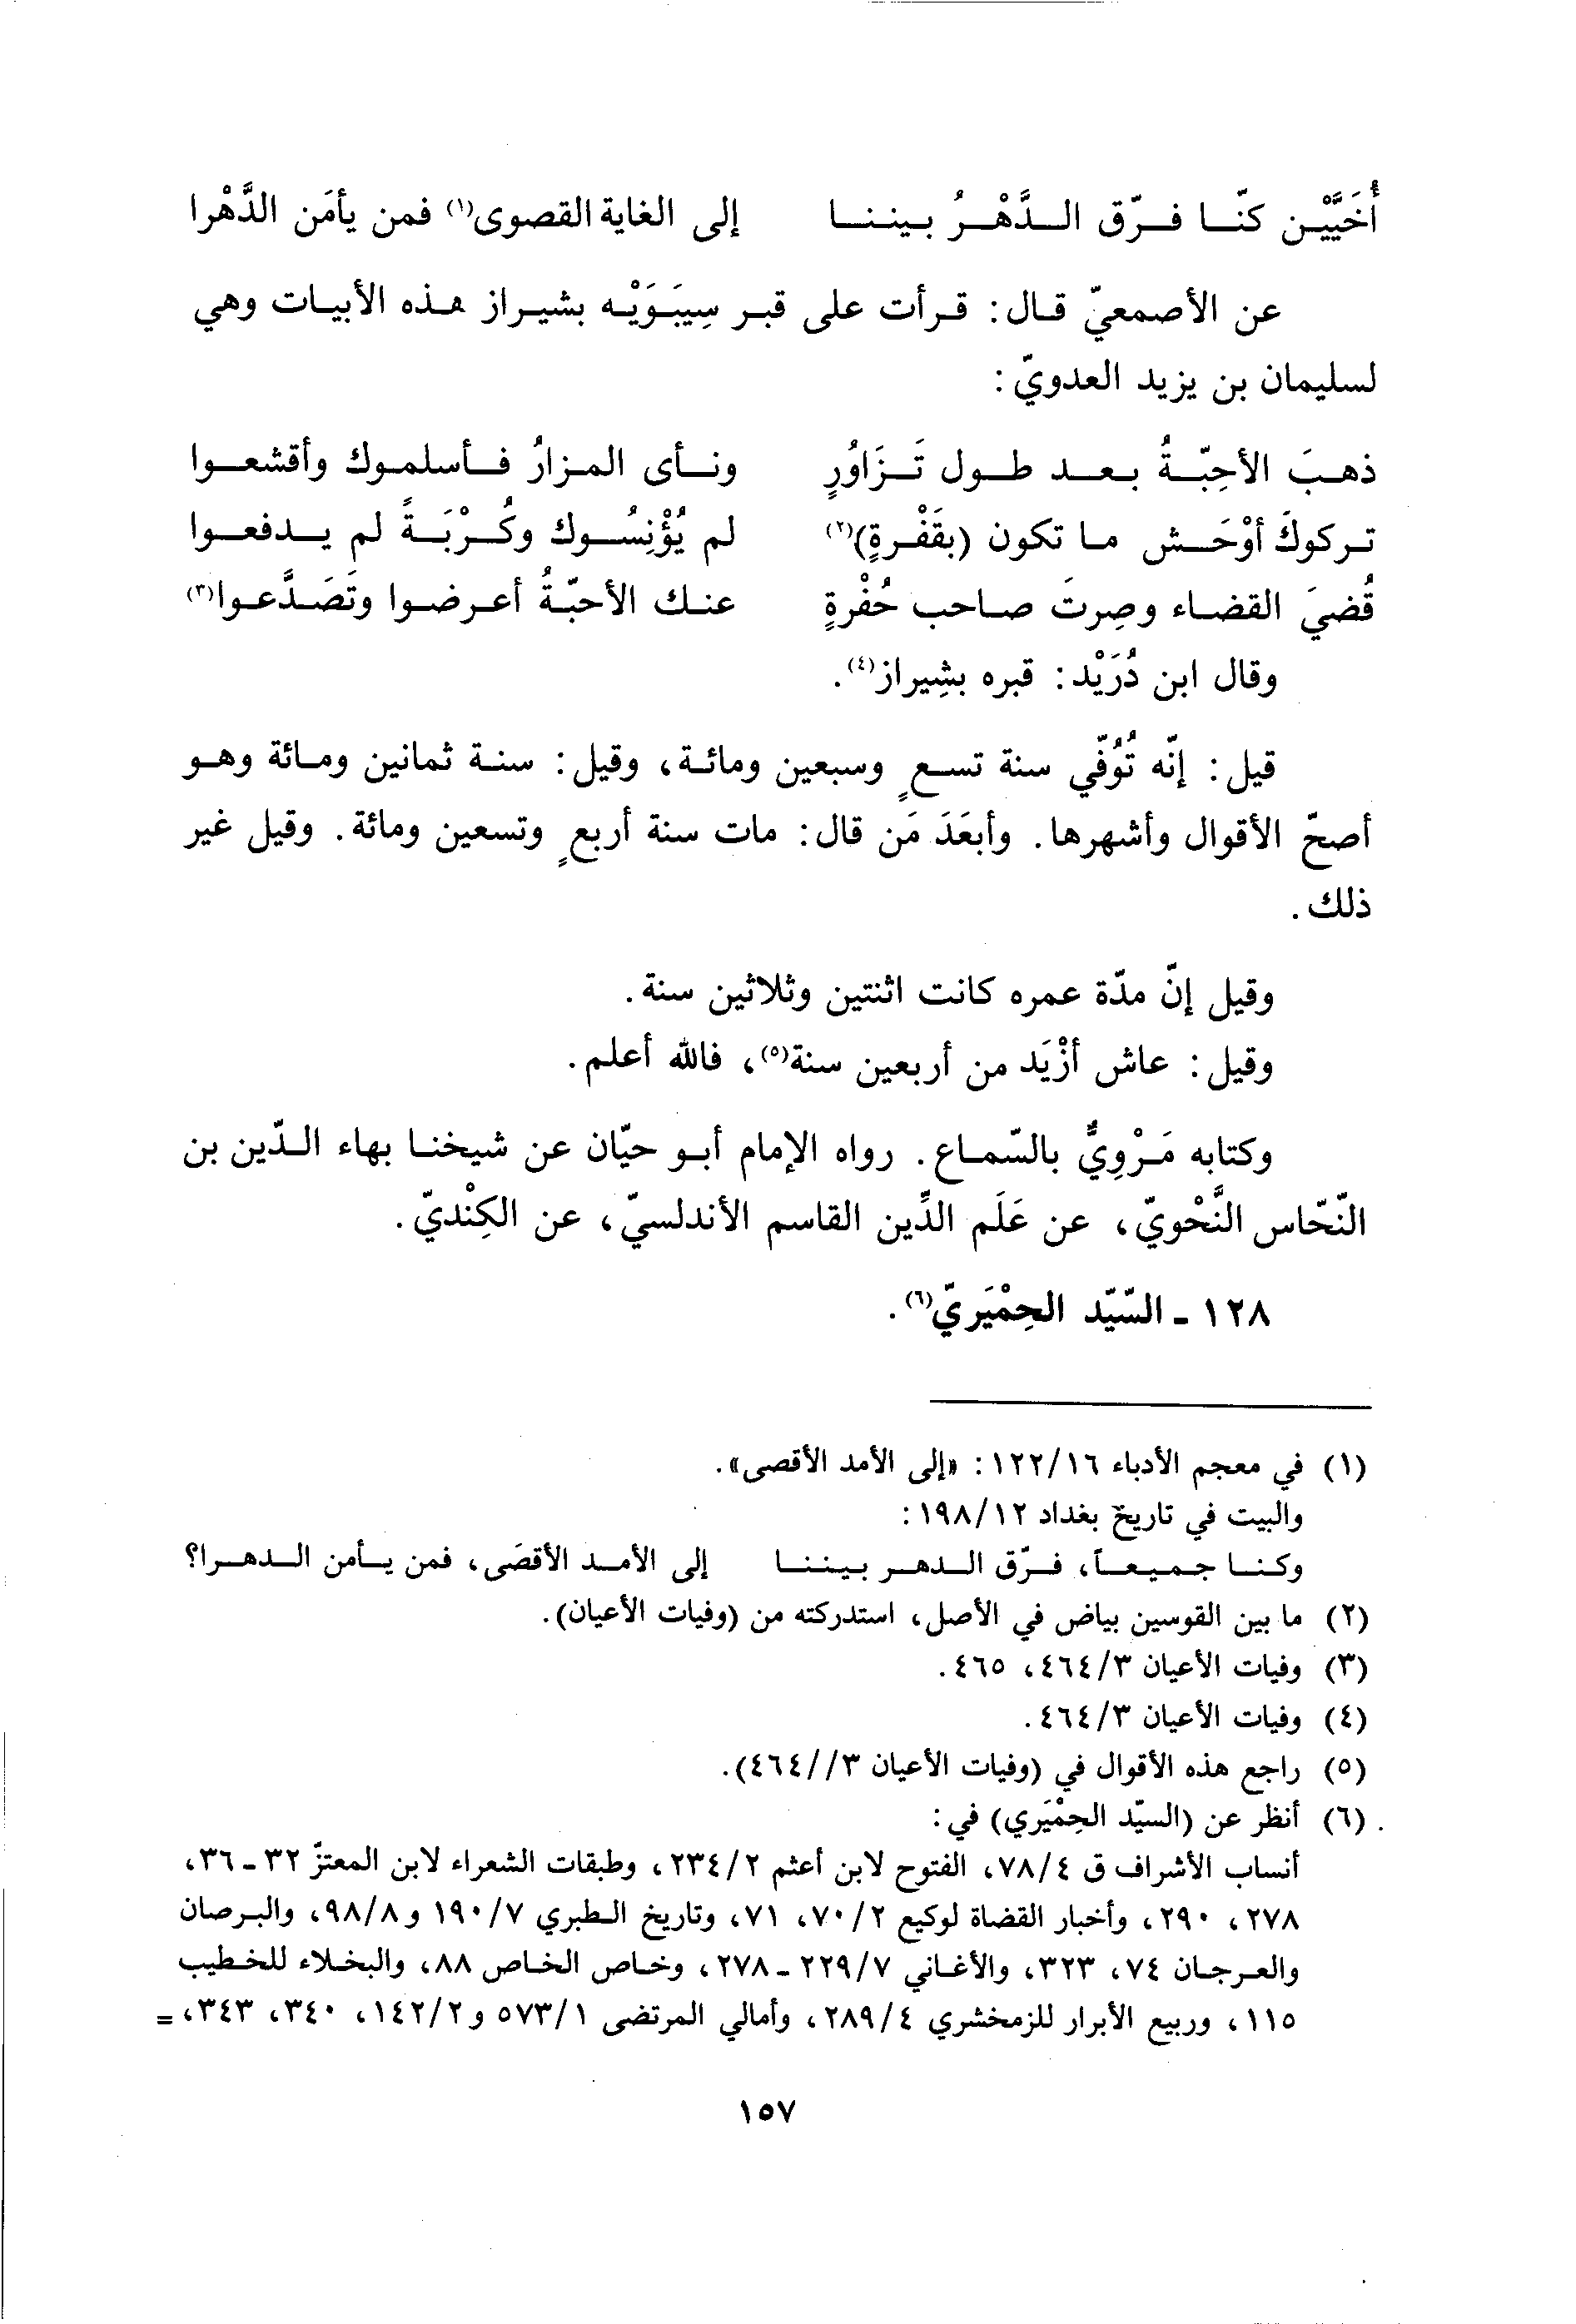 أُخَيَّيْن كنّا فرّق الدَّهْرُ بيننا إلى الغاية القصوى(١) فمن يأمَن الدَّهْرا
عن الأصمعيّ قال: قرأت على قبر سِيبَوَيْه بشيراز هذه الأبيات وهي
لسليمان بن يزيد العدويّ:
ذهبَ الأحِبّةُ بعد طول تَزَاوُرٍ ونأى المزارُ فأسلموك وأقشعوا
تركوكَ أوْحَش ما تكون (بقَفْرةٍ)(٢) لم يُؤْنِسُوك وكُرْبَةً لم يدفعوا
قُضيَ القضاء وصِرتَ صاحب حُفْرةٍ عنك الأحبّةُ أعرضوا وتَصَدَّعوا(٣)
وقال ابن دُرَيْد: قبره بشِيراز(٤).
قيل: إنّه تُوُفّي سنة تسعٍ وسبعين ومائة، وقيل: سنة ثمانين ومائة وهو
أصحّ الأقوال وأشهرها. وأبعَدَ مَن قال: مات سنة أربعٍ وتسعين ومائة. وقيل غير
ذلك.
وقيل إنّ مدّة عمره كانت اثنتين وثلاثين سنة.
وقيل: عاش أزْيَد من أربعين سنة(٥)، فالله أعلم.
وكتابه مَرْوِيٌّ بالسّماع. رواه الإمام أبو حيّان عن شيخنا بهاء الدّين بن
النّحّاس النَّحْويّ، عن عَلَم الدِّين القاسم الأندلسيّ، عن الكِنْديّ.
١٢٨ - السّيّد الحِمْيَريّ(٦).
(١) في معجم الأدباء ١٢٢/١٦: «إلى الأمد الأقصى».
والبيت في تاريخ بغداد ١٩٨/١٢:
وكنا جميعاً، فرّق الدهر بيننا إلى الأمد الأقصَى، فمن يأمن الدهرا؟
(٢) ما بين القوسين بياض في الأصل، استدركته من (وفيات الأعيان).
(٣) وفيات الأعيان ٤٦٤/٣، ٤٦٥.
(٤) وفيات الأعيان ٤٦٤/٣.
(٥) راجع هذه الأقوال في (وفيات الأعيان ٣//٤٦٤).
(٦) أنظر عن (السيّد الحِمْيَري) في:
أنساب الأشراف ق ٧٨/٤، الفتوح لابن أعثم ٢٣٤/٢، وطبقات الشعراء لابن المعتزّ ٣٢ - ٣٦،
٢٧٨، ٢٩٠، وأخبار القضاة لوكيع ٧٠/٢، ٧١، وتاريخ الطبري ١٩٠/٧ و ٩٨/٨، والبرصان
والعرجان ٧٤، ٣٢٣، والأغاني ٢٢٩/٧ - ٢٧٨، وخاص الخاص ٨٨، والبخلاء للخطيب
١١٥، وربيع الأبرار للزمخشري ٢٨٩/٤، وأمالي المرتضى ٥٧٣/١ و ١٤٢/٢، ٣٤٠، ٣٤٣، =
١٥٧